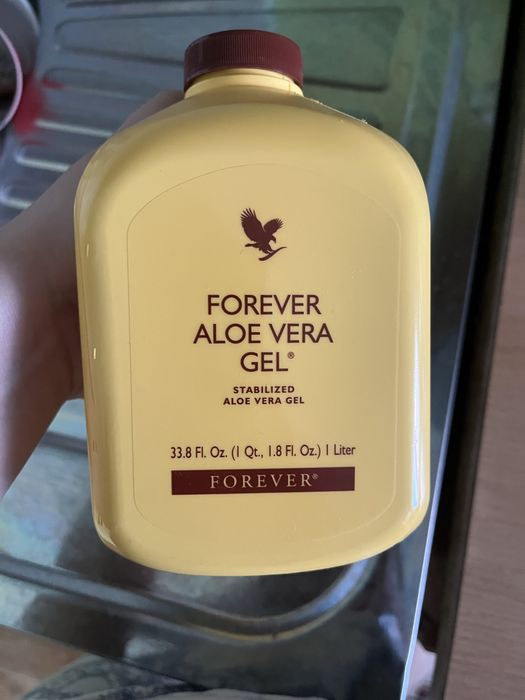 FOREVER
ALOE VERA
GEL®
STABILIZED
ALOE VERA GEL
33.8 Fl. Oz. (1 Qt., 1.8 Fl. Oz.) 1 Liter
FOREVER®